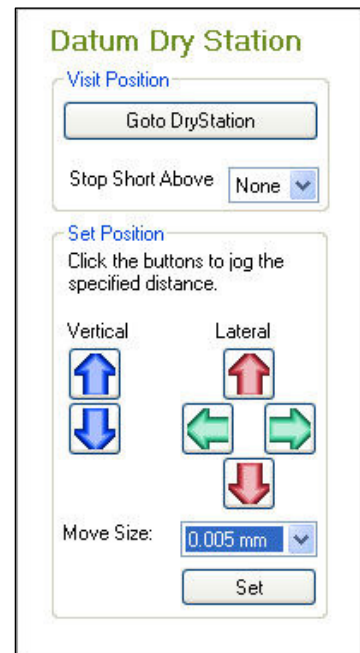 Datum Dry Station
Visit Position
Goto DryStation
Stop Short Above None
Set Position
Click the buttons to jog the
specified distance.
Vertical Lateral
Move Size: 0.005 mm
Set